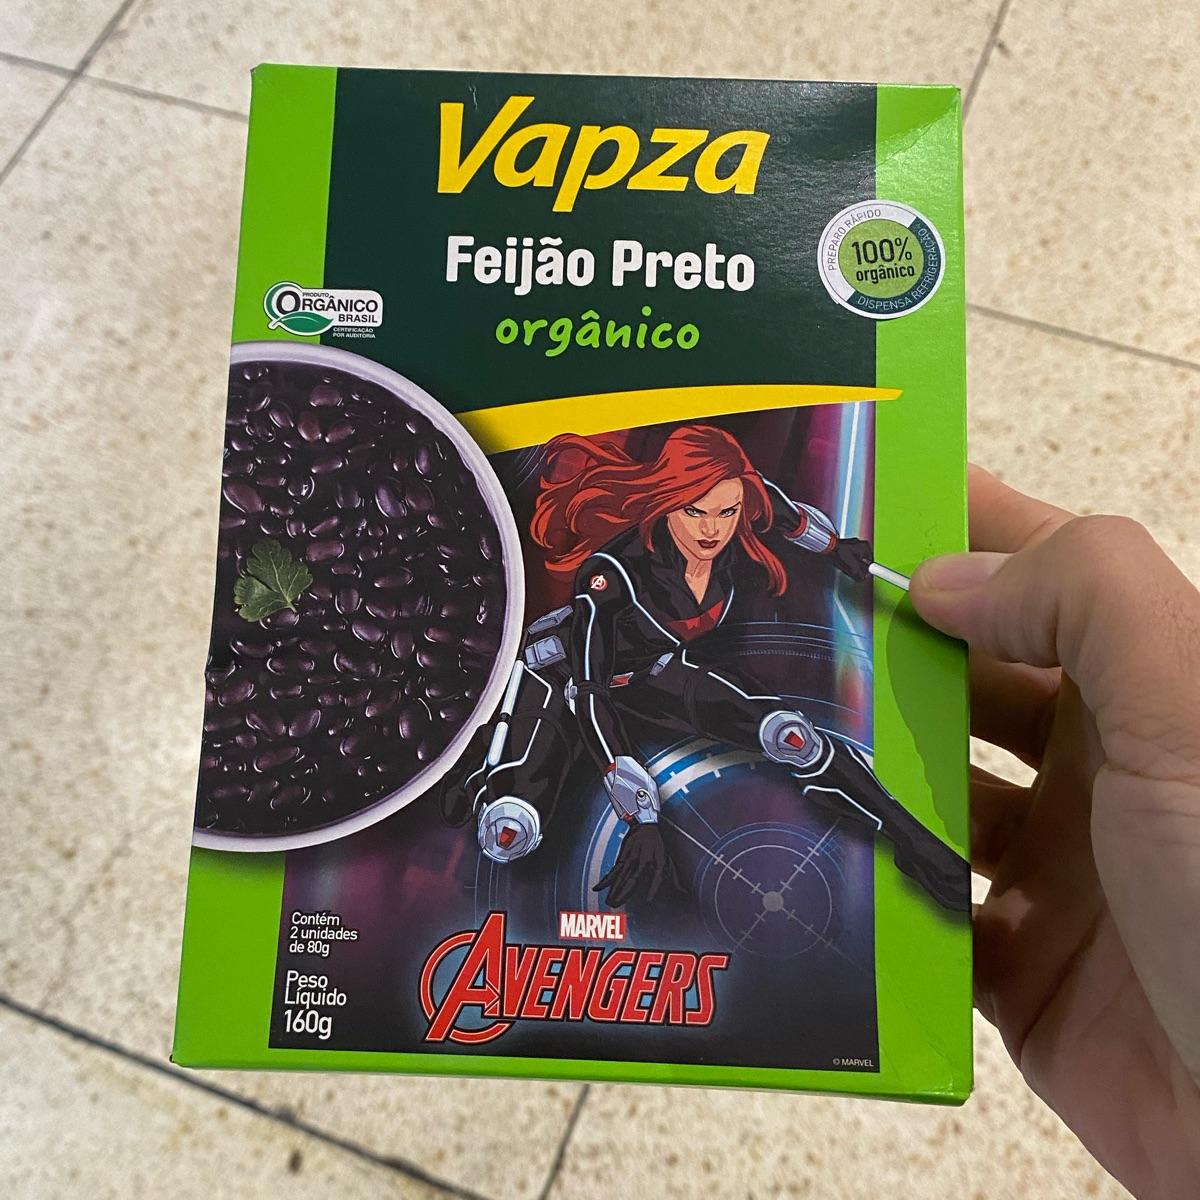 Vapza
Feijão Preto
orgânico
PRODUTO
ORGÂNICO
BRASIL
CERTIFICAÇÃO
POR AUDITORIA
PREPARO RÁPIDO
100%
orgânico
DISPENSA REFRIGERAÇÃO
Contém
2 unidades
de 80g
Peso
Líquido
160g
MARVEL
AVENGERS
© MARVEL